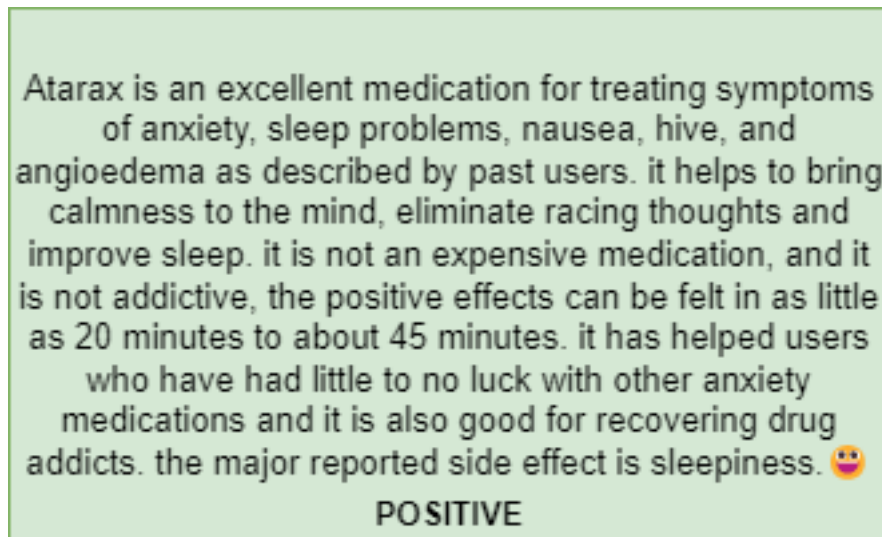 Atarax is an excellent medication for treating symptoms
of anxiety, sleep problems, nausea, hive, and
angioedema as described by past users. it helps to bring
calmness to the mind, eliminate racing thoughts and
improve sleep. it is not an expensive medication, and it
is not addictive, the positive effects can be felt in as little
as 20 minutes to about 45 minutes. it has helped users
who have had little to no luck with other anxiety
medications and it is also good for recovering drug
addicts. the major reported side effect is sleepiness. 😀
POSITIVE